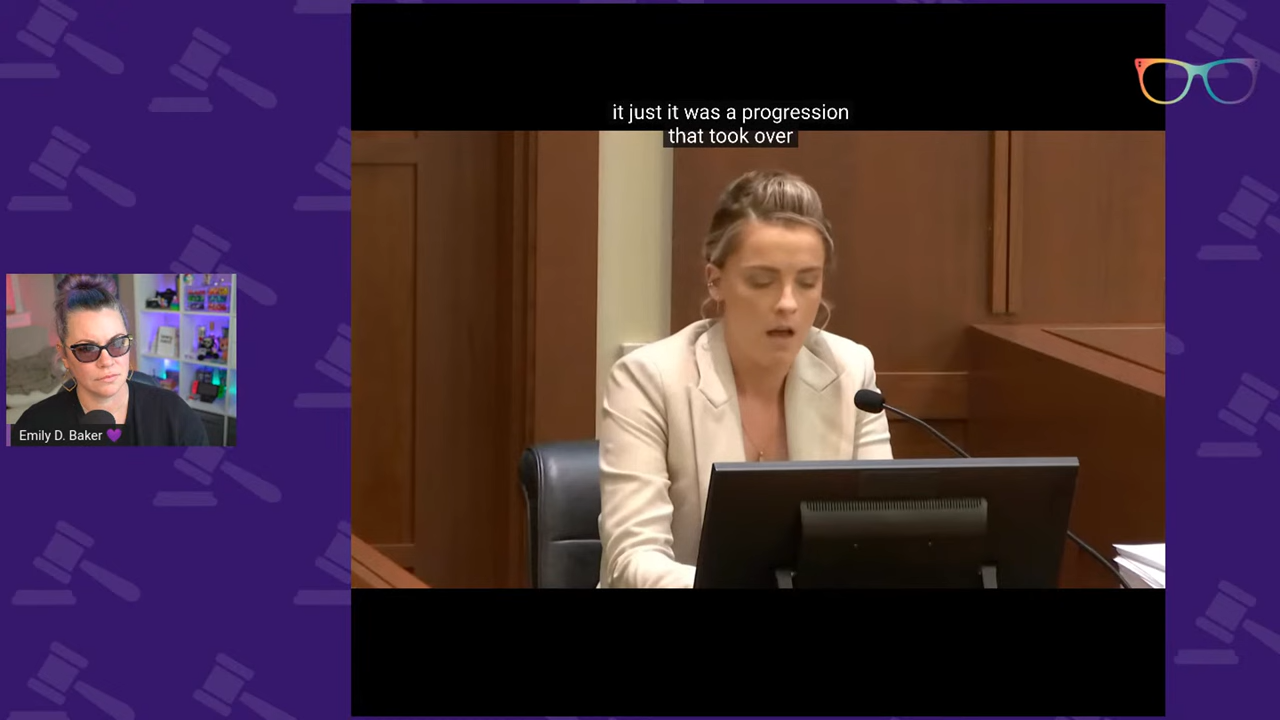 it just it was a progression
that took over
Emily D. Baker 💜